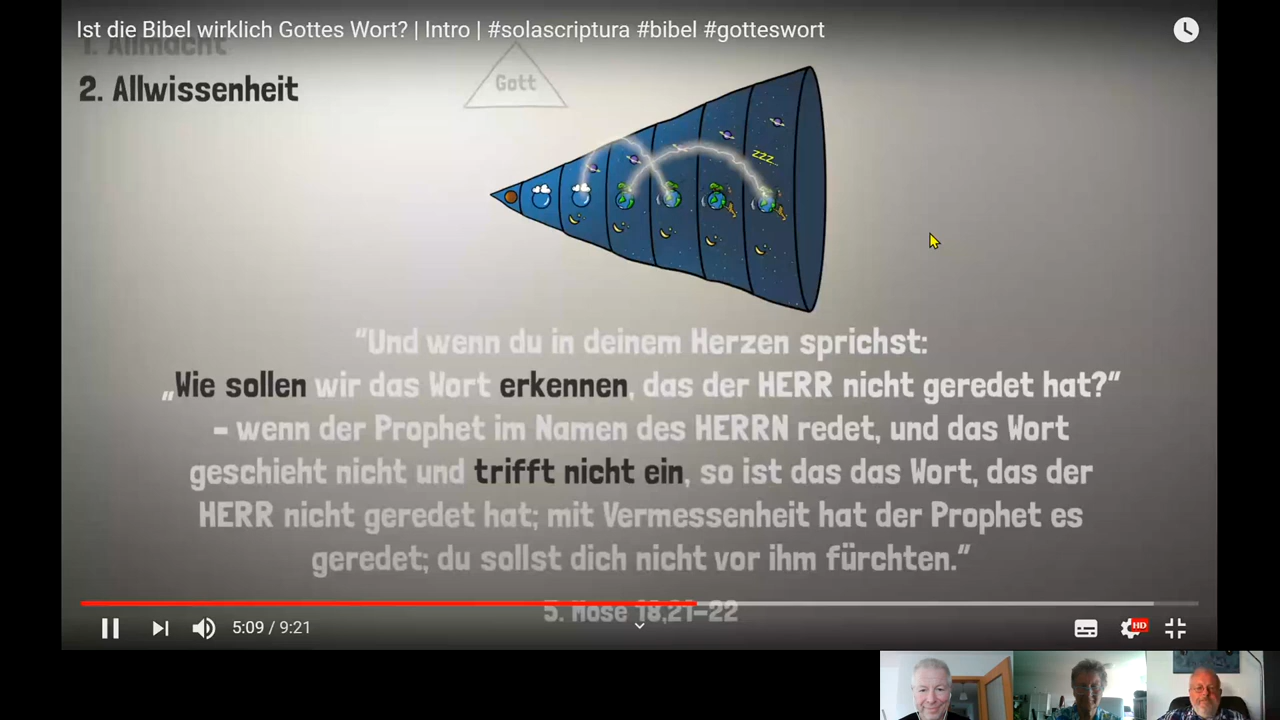 Ist die Bibel wirklich Gottes Wort? | Intro | #solascriptura #bibel #gotteswort
1. Allmacht
2. Allwissenheit
Gott
zzz..
“Und wenn du in deinem Herzen sprichst:
„Wie sollen wir das Wort erkennen, das der HERR nicht geredet hat?“
– wenn der Prophet im Namen des HERRN redet, und das Wort
geschieht nicht und trifft nicht ein, so ist das das Wort, das der
HERR nicht geredet hat; mit Vermessenheit hat der Prophet es
geredet; du sollst dich nicht vor ihm fürchten.”
5. Mose 18,21–22
5:09 / 9:21
HD